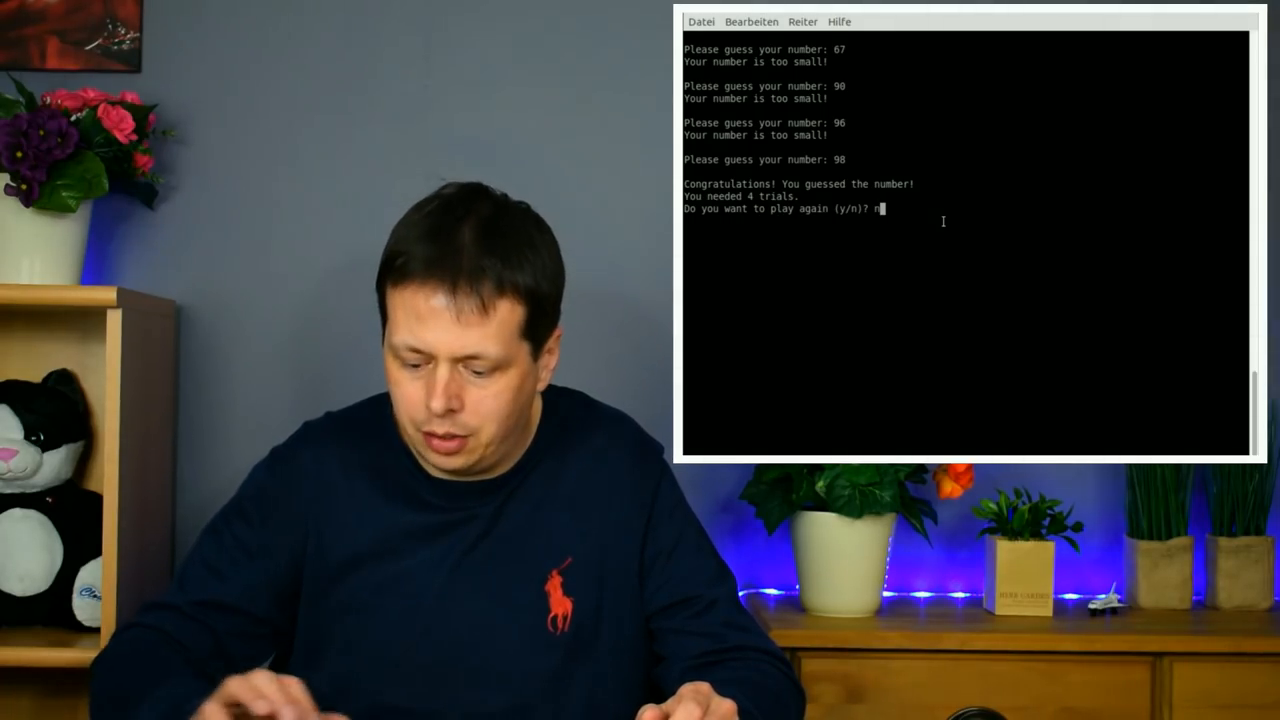 Datei Bearbeiten Reiter Hilfe
Please guess your number: 67
Your number is too small!
Please guess your number: 90
Your number is too small!
Please guess your number: 96
Your number is too small!
Please guess your number: 98
Congratulations! You guessed the number!
You needed 4 trials.
Do you want to play again (y/n)? n
HERB GARDEN